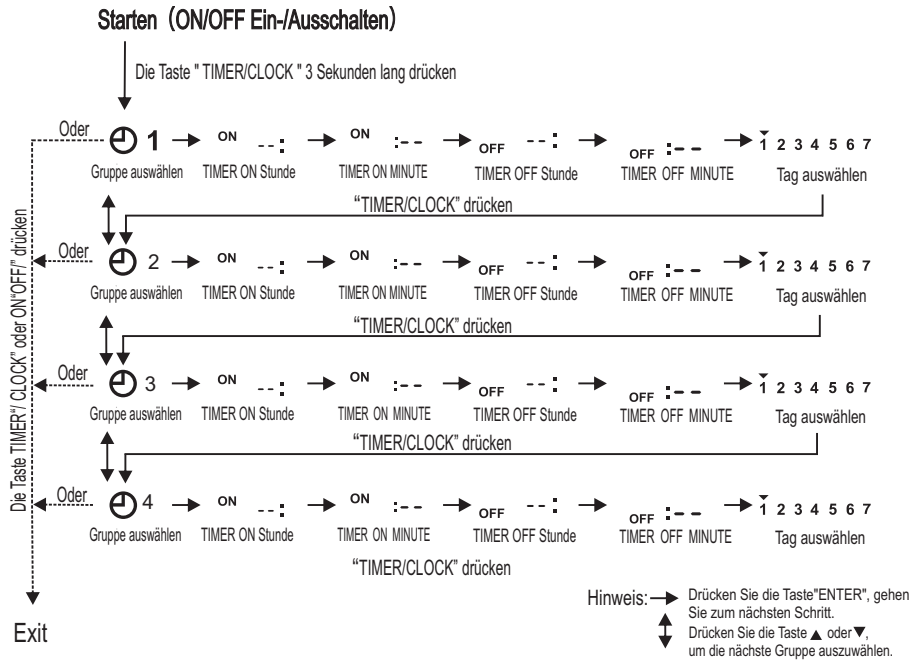 Starten (ON/OFF Ein-/Ausschalten)
Die Taste " TIMER/CLOCK " 3 Sekunden lang drücken
Oder 1 ON --: ON :-- OFF --: OFF :-- 1 2 3 4 5 6 7
Gruppe auswählen TIMER ON Stunde TIMER ON MINUTE TIMER OFF Stunde TIMER OFF MINUTE Tag auswählen
“TIMER/CLOCK” drücken
Oder 2 ON --: ON :-- OFF --: OFF :-- 1 2 3 4 5 6 7
Gruppe auswählen TIMER ON Stunde TIMER ON MINUTE TIMER OFF Stunde TIMER OFF MINUTE Tag auswählen
“TIMER/CLOCK” drücken
Oder 3 ON --: ON :-- OFF --: OFF :-- 1 2 3 4 5 6 7
Gruppe auswählen TIMER ON Stunde TIMER ON MINUTE TIMER OFF Stunde TIMER OFF MINUTE Tag auswählen
“TIMER/CLOCK” drücken
Oder 4 ON --: ON :-- OFF --: OFF :-- 1 2 3 4 5 6 7
Gruppe auswählen TIMER ON Stunde TIMER ON MINUTE TIMER OFF Stunde TIMER OFF MINUTE Tag auswählen
“TIMER/CLOCK” drücken
Die Taste TIMER“/ CLOCK” oder ON“OFF/” drücken
Exit
Hinweis: Drücken Sie die Taste"ENTER", gehen
Sie zum nächsten Schritt.
Drücken Sie die Taste ▲ oder▼,
um die nächste Gruppe auszuwählen.